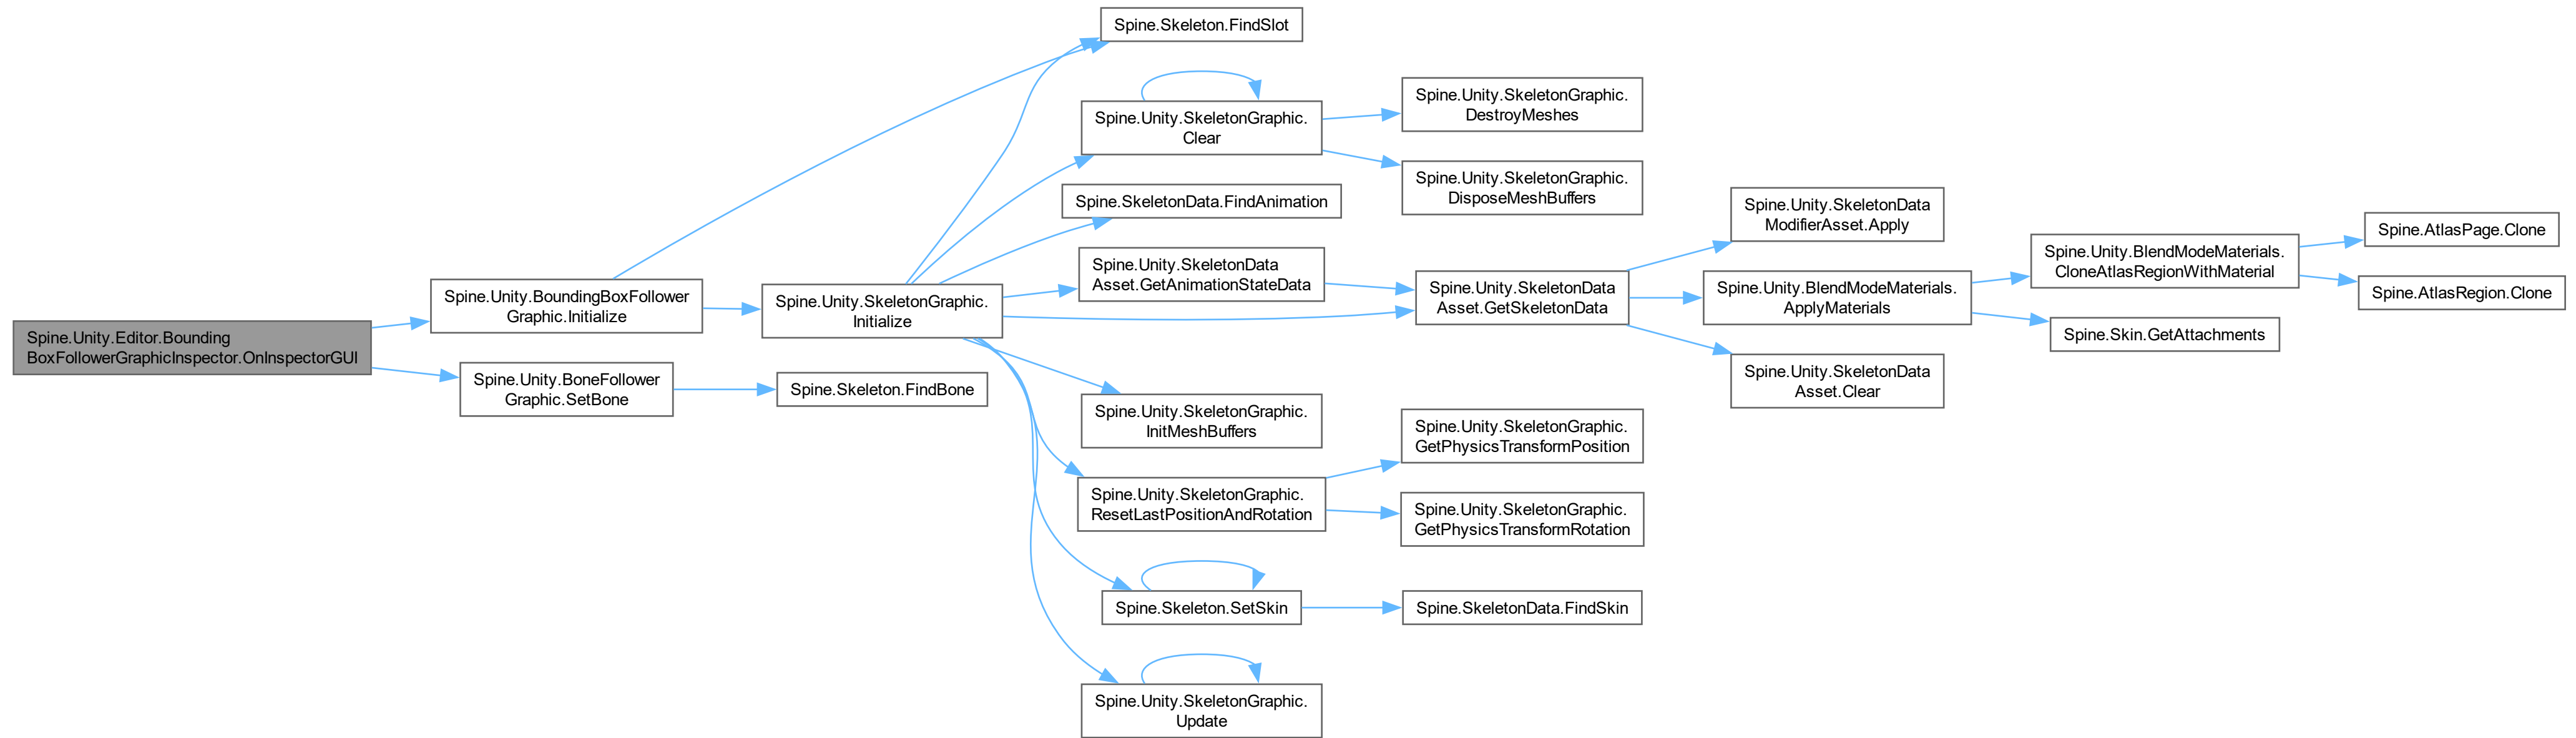 Spine.Unity.Editor.Bounding
BoxFollowerGraphicInspector.OnInspectorGUI
Spine.Unity.BoundingBoxFollower
Graphic.Initialize
Spine.Unity.BoneFollower
Graphic.SetBone
Spine.Unity.SkeletonGraphic.
Initialize
Spine.Skeleton.FindBone
Spine.Skeleton.FindSlot
Spine.Unity.SkeletonGraphic.
Clear
Spine.SkeletonData.FindAnimation
Spine.Unity.SkeletonData
Asset.GetAnimationStateData
Spine.Unity.SkeletonGraphic.
InitMeshBuffers
Spine.Unity.SkeletonGraphic.
ResetLastPositionAndRotation
Spine.Skeleton.SetSkin
Spine.Unity.SkeletonGraphic.
Update
Spine.Unity.SkeletonGraphic.
DestroyMeshes
Spine.Unity.SkeletonGraphic.
DisposeMeshBuffers
Spine.Unity.SkeletonData
Asset.GetSkeletonData
Spine.Unity.SkeletonGraphic.
GetPhysicsTransformPosition
Spine.Unity.SkeletonGraphic.
GetPhysicsTransformRotation
Spine.SkeletonData.FindSkin
Spine.Unity.SkeletonData
ModifierAsset.Apply
Spine.Unity.BlendModeMaterials.
ApplyMaterials
Spine.Unity.SkeletonData
Asset.Clear
Spine.Unity.BlendModeMaterials.
CloneAtlasRegionWithMaterial
Spine.Skin.GetAttachments
Spine.AtlasPage.Clone
Spine.AtlasRegion.Clone